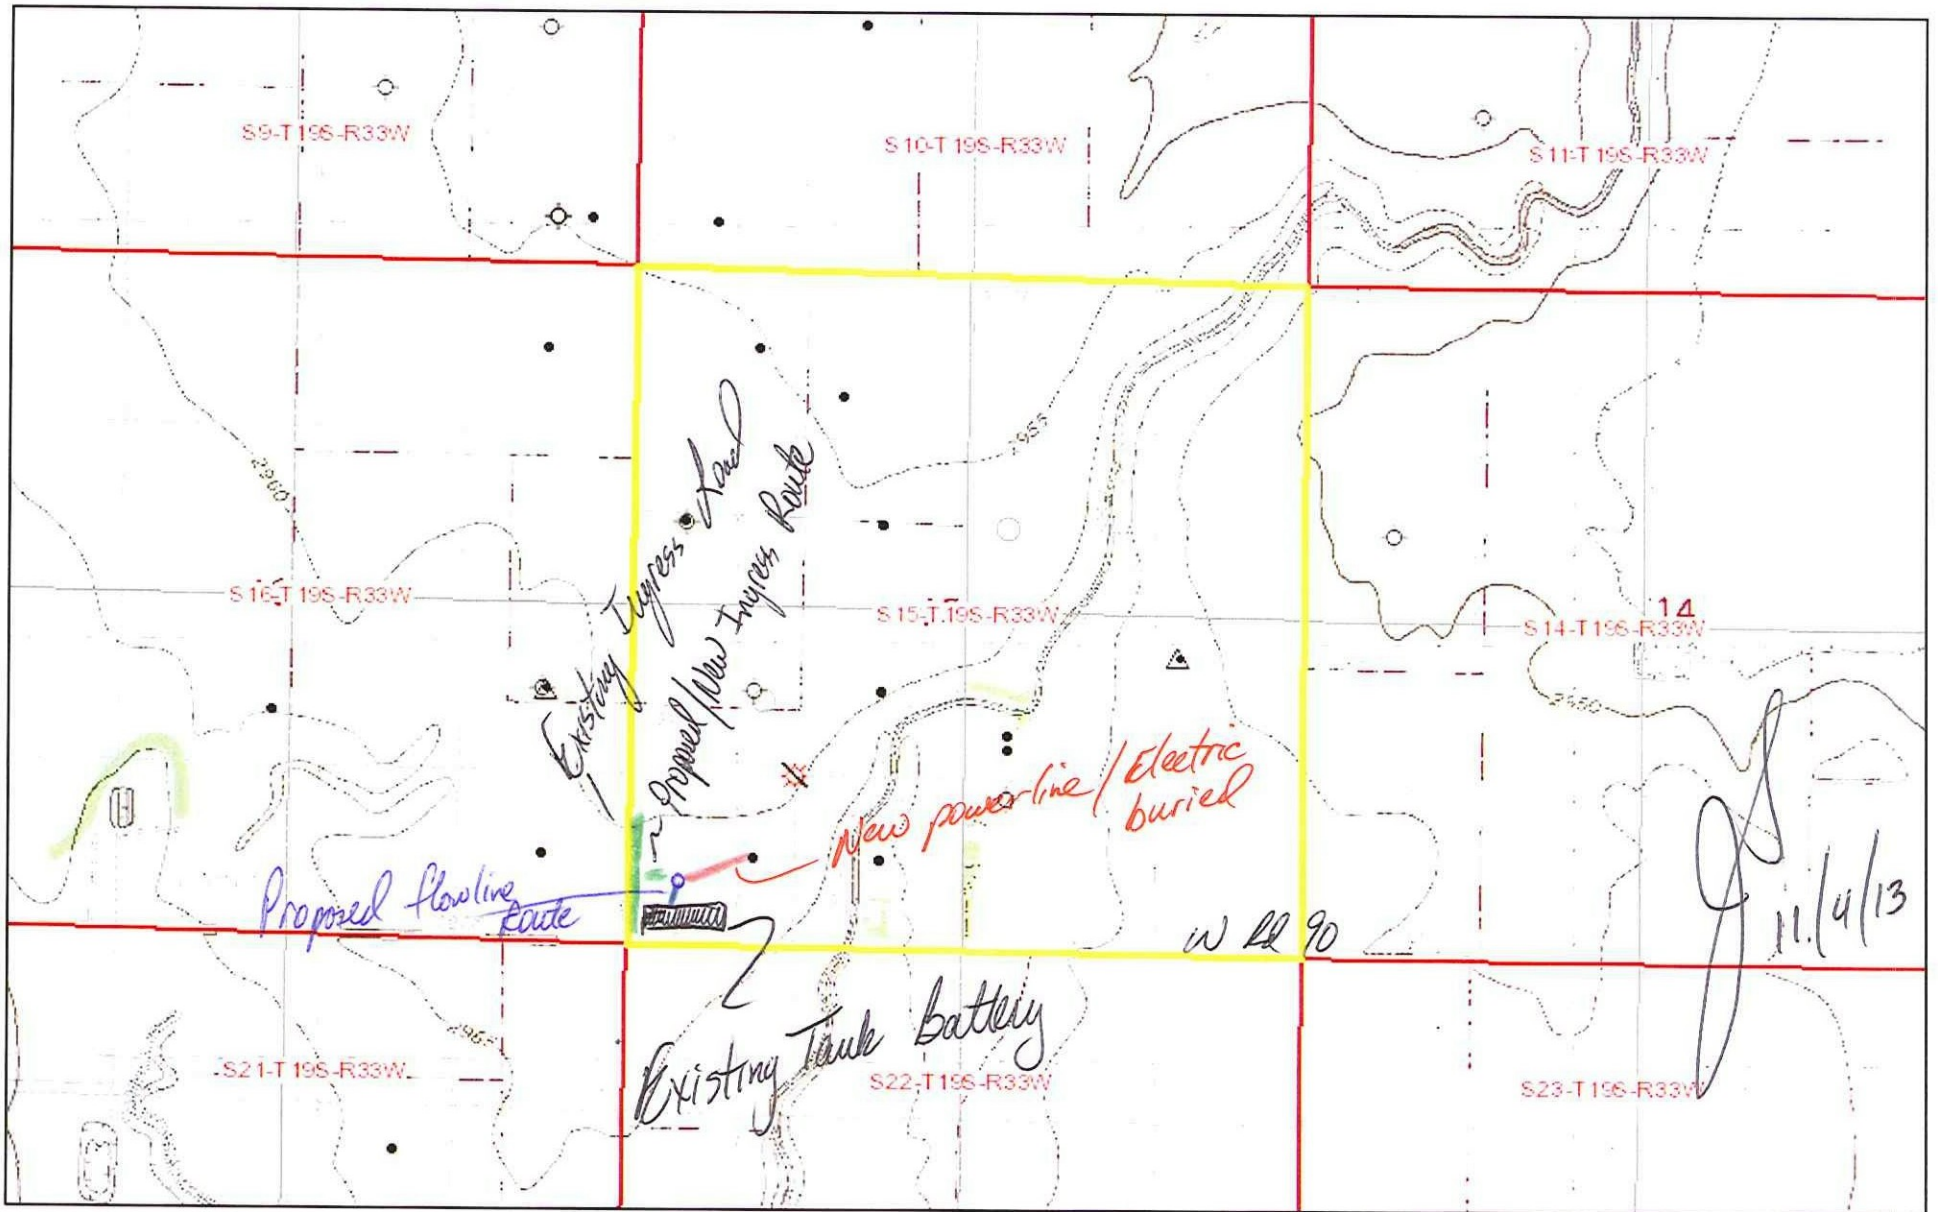 S9-T19S-R33W
S10-T19S-R33W
S11-T19S-R33W
2960
S16-T19S-R33W
S15-T19S-R33W
14
S14-T19S-R33W
Existing Ingress Road
Proposed/New Ingress Route
New powerline/Electric
buried
Proposed flowline
Route
W Rd 90
11/4/13
Existing Tank Battery
S21-T19S-R33W
S22-T19S-R33W
S23-T19S-R33W